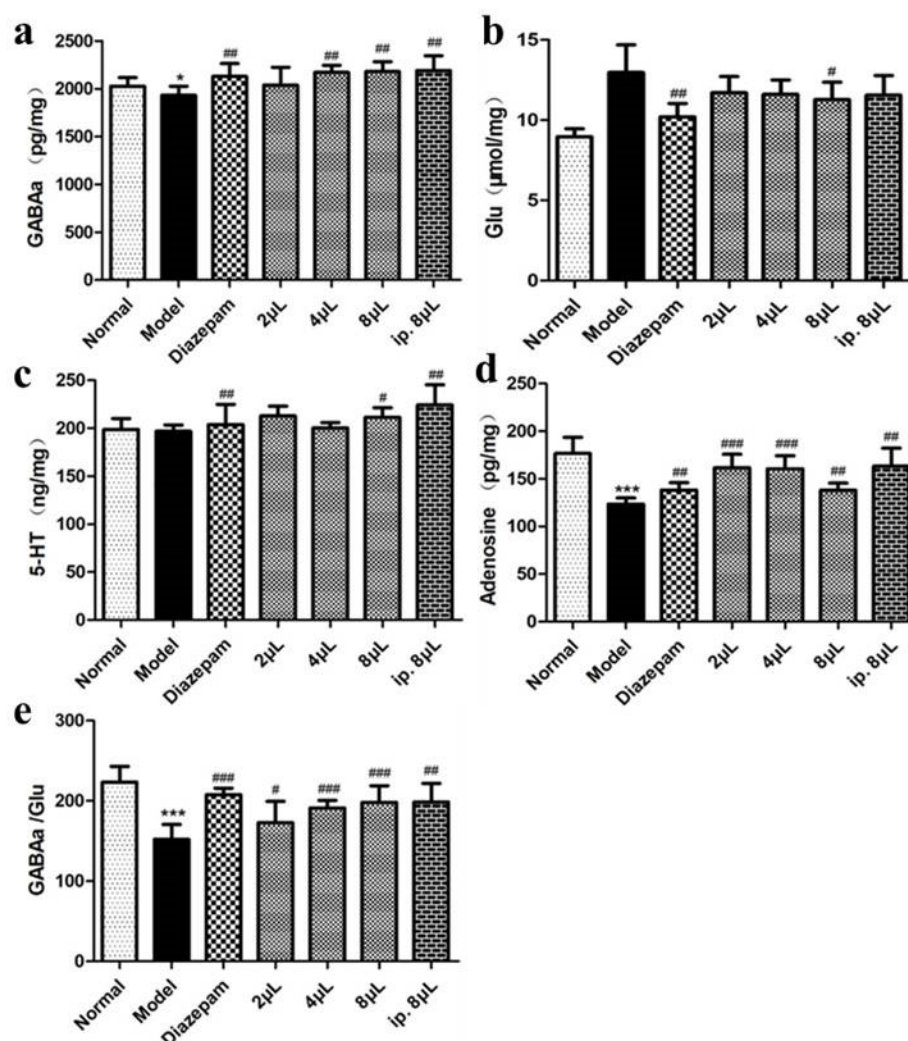 a
GABAa（pg/mg）
2500
2000
1500
1000
500
0
*
##
##
##
##
Normal
Model
Diazepam
2μL
4μL
8μL
ip. 8μL
b
Glu（μmol/mg）
15
10
5
0
##
#
Normal
Model
Diazepam
2μL
4μL
8μL
ip. 8μL
c
5-HT（ng/mg）
250
200
150
100
50
0
##
#
##
Normal
Model
Diazepam
2μL
4μL
8μL
ip. 8μL
d
Adenosine（pg/mg）
250
200
150
100
50
0
***
##
###
###
##
##
Normal
Model
Diazepam
2μL
4μL
8μL
ip. 8μL
e
GABAa /Glu
300
200
100
0
***
###
#
###
###
##
Normal
Model
Diazepam
2μL
4μL
8μL
ip. 8μL